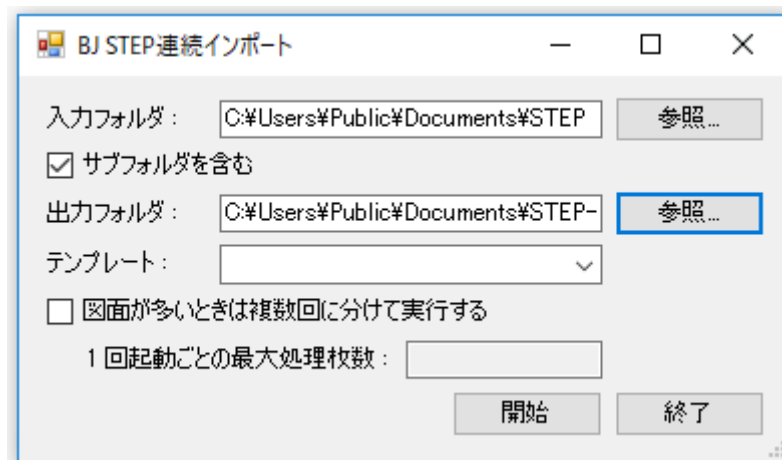 BJ STEP連続インポート
入力フォルダ: C:¥Users¥Public¥Documents¥STEP 参照...
サブフォルダを含む
出力フォルダ: C:¥Users¥Public¥Documents¥STEP- 参照...
テンプレート:
図面が多いときは複数回に分けて実行する
1回起動ごとの最大処理枚数:
開始 終了